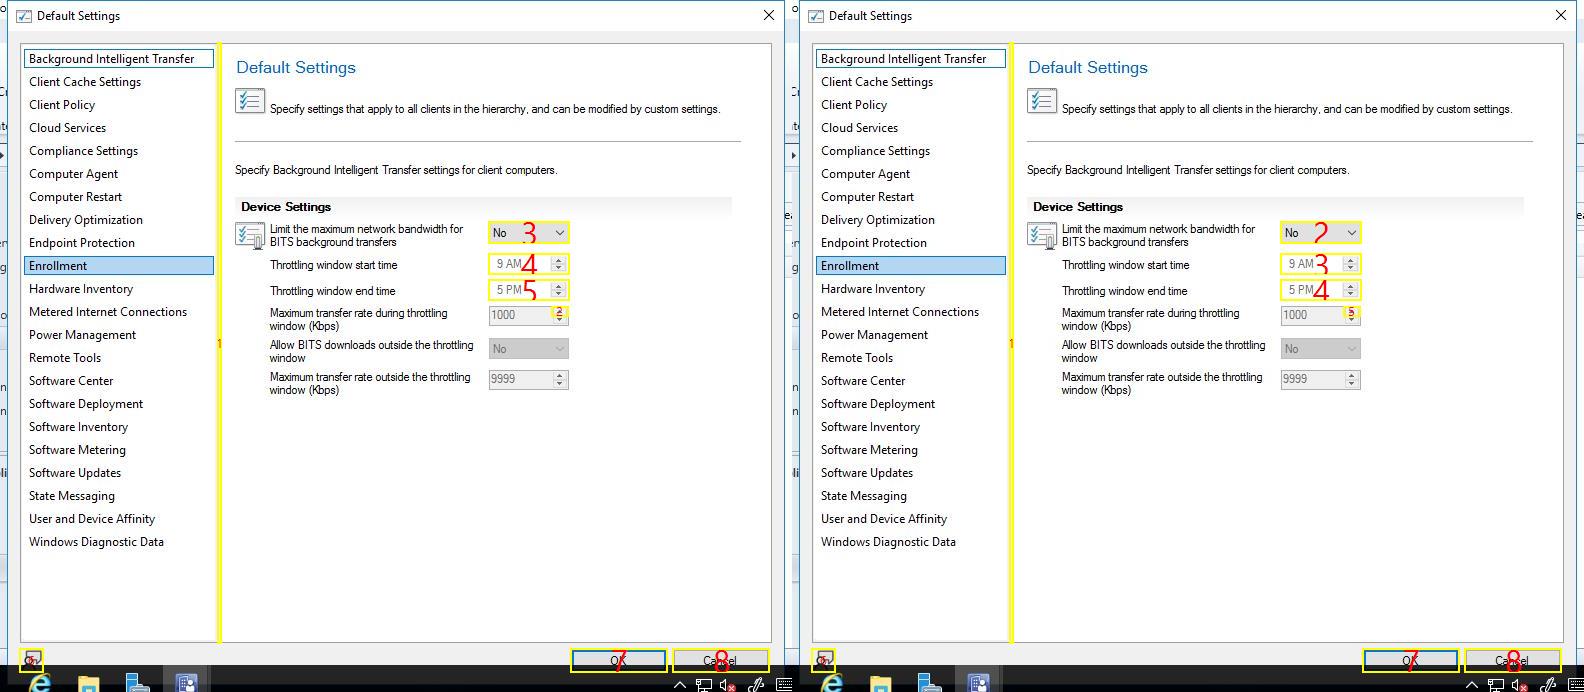 Default Settings
Background Intelligent Transfer
Client Cache Settings
Client Policy
Cloud Services
Compliance Settings
Computer Agent
Computer Restart
Delivery Optimization
Endpoint Protection
Enrollment
Hardware Inventory
Metered Internet Connections
Power Management
Remote Tools
Software Center
Software Deployment
Software Inventory
Software Metering
Software Updates
State Messaging
User and Device Affinity
Windows Diagnostic Data
1
Default Settings
Specify settings that apply to all clients in the hierarchy, and can be modified by custom settings.
Specify Background Intelligent Transfer settings for client computers.
Device Settings
Limit the maximum network bandwidth for
BITS background transfers
No 3
Throttling window start time
9 AM 4
Throttling window end time
5 PM 5
Maximum transfer rate during throttling
window (Kbps)
1000 2
Allow BITS downloads outside the throttling
window
No
Maximum transfer rate outside the throttling
window (Kbps)
9999
OK 7
Cancel 8
Default Settings
Background Intelligent Transfer
Client Cache Settings
Client Policy
Cloud Services
Compliance Settings
Computer Agent
Computer Restart
Delivery Optimization
Endpoint Protection
Enrollment
Hardware Inventory
Metered Internet Connections
Power Management
Remote Tools
Software Center
Software Deployment
Software Inventory
Software Metering
Software Updates
State Messaging
User and Device Affinity
Windows Diagnostic Data
1
Default Settings
Specify settings that apply to all clients in the hierarchy, and can be modified by custom settings.
Specify Background Intelligent Transfer settings for client computers.
Device Settings
Limit the maximum network bandwidth for
BITS background transfers
No 2
Throttling window start time
9 AM 3
Throttling window end time
5 PM 4
Maximum transfer rate during throttling
window (Kbps)
1000 5
Allow BITS downloads outside the throttling
window
No
Maximum transfer rate outside the throttling
window (Kbps)
9999
OK 7
Cancel 8